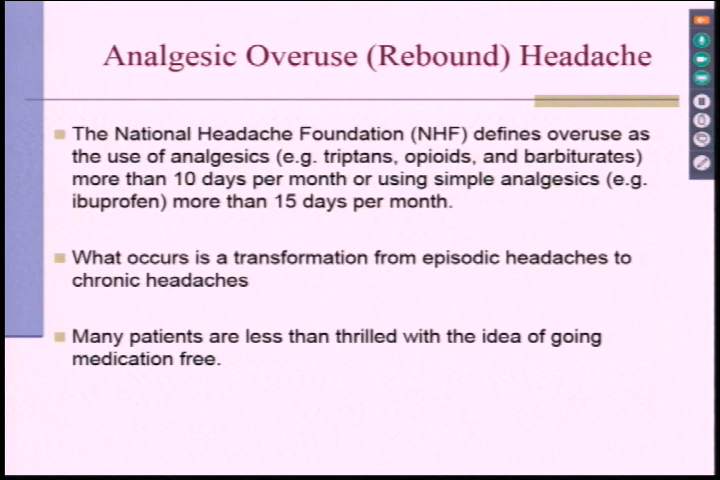 Analgesic Overuse (Rebound) Headache
The National Headache Foundation (NHF) defines overuse as
the use of analgesics (e.g. triptans, opioids, and barbiturates)
more than 10 days per month or using simple analgesics (e.g.
ibuprofen) more than 15 days per month.
What occurs is a transformation from episodic headaches to
chronic headaches
Many patients are less than thrilled with the idea of going
medication free.